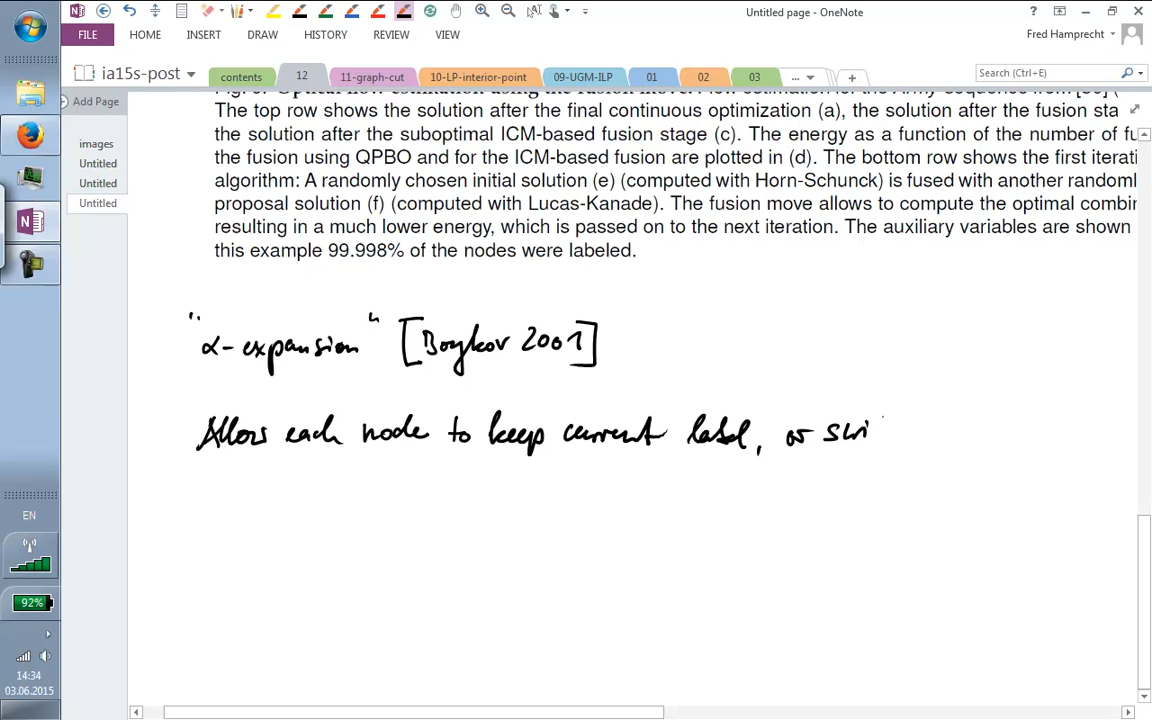 Untitled page - OneNote
FILE HOME INSERT DRAW HISTORY REVIEW VIEW
Fred Hamprecht
ia15s-post contents 12 11-graph-cut 10-LP-interior-point 09-UGM-ILP 01 02 03 ...
Search (Ctrl+E)
Add Page
images
Untitled
Untitled
Untitled
The top row shows the solution after the final continuous optimization (a), the solution after the fusion sta
the solution after the suboptimal ICM-based fusion stage (c). The energy as a function of the number of fu
the fusion using QPBO and for the ICM-based fusion are plotted in (d). The bottom row shows the first iterati
algorithm: A randomly chosen initial solution (e) (computed with Horn-Schunck) is fused with another randoml
proposal solution (f) (computed with Lucas-Kanade). The fusion move allows to compute the optimal combin
resulting in a much lower energy, which is passed on to the next iteration. The auxiliary variables are shown
this example 99.998% of the nodes were labeled.
"α-expansion" [Boykov 2001]
Allow each node to keep current label, or swi
EN
92%
14:34
03.06.2015